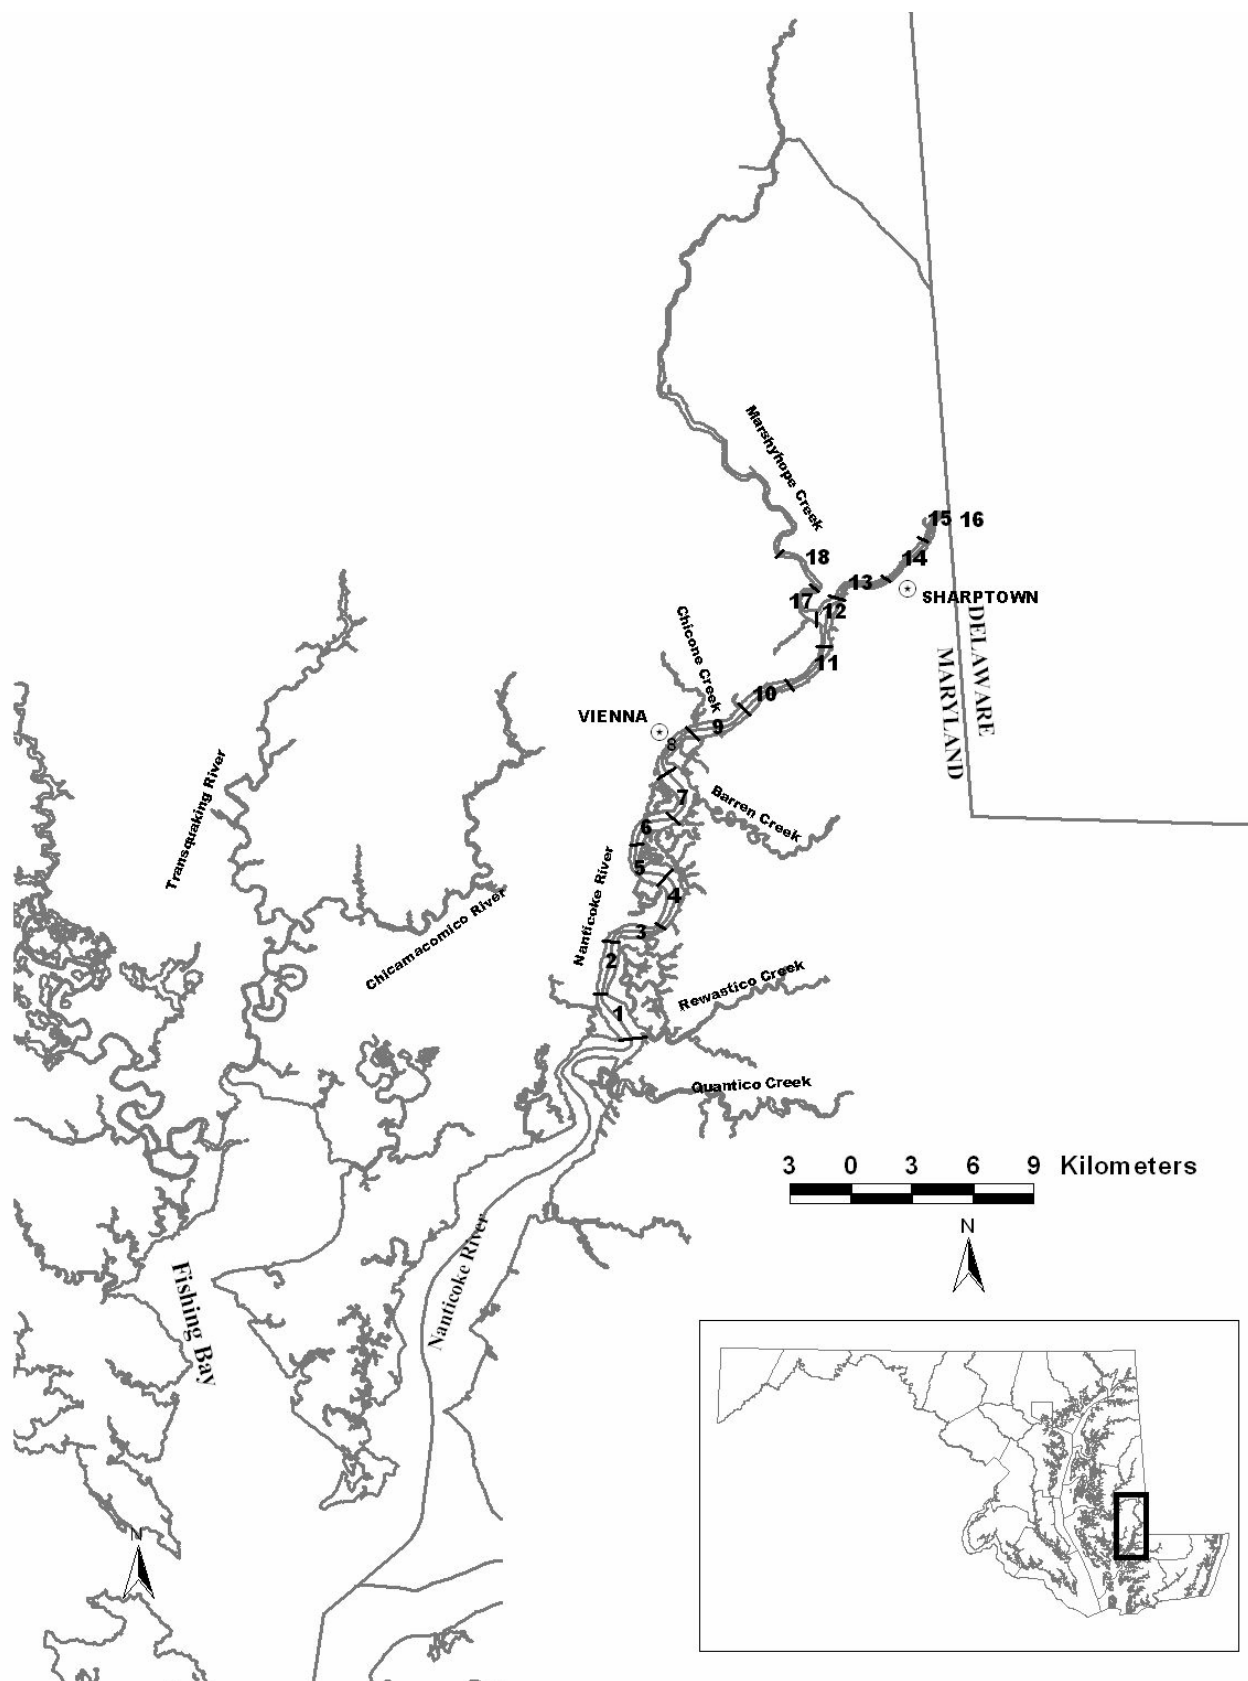 Marshyhope Creek
15 16
14
18
13
SHARPTOWN
17
12
DELAWARE
MARYLAND
11
Chicone Creek
10
VIENNA
9
8
Transquaking River
7
Barren Creek
6
5
4
Nanticoke River
3
Chicamacomico River
2
Rewastico Creek
1
Quantico Creek
3 0 3 6 9 Kilometers
N
Nanticoke River
Fishing Bay
N